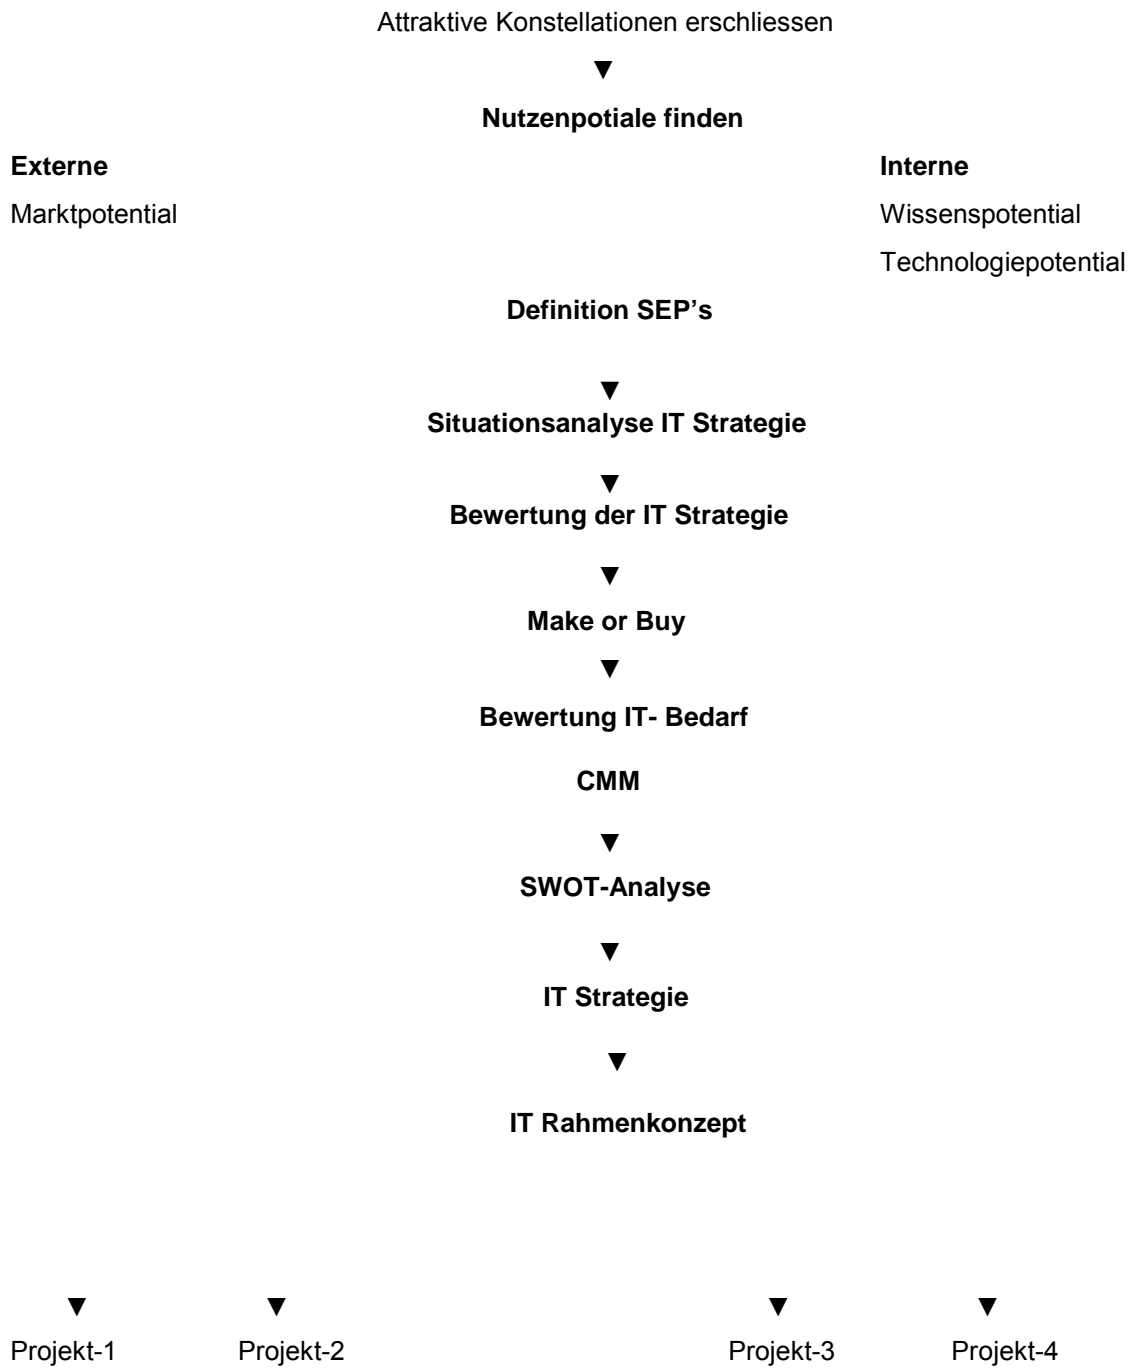 Attraktive Konstellationen erschliessen
▼
Nutzenpotiale finden
Externe Interne
Marktpotential Wissenspotential
Technologiepotential
Definition SEP's
▼
Situationsanalyse IT Strategie
▼
Bewertung der IT Strategie
▼
Make or Buy
▼
Bewertung IT- Bedarf
CMM
▼
SWOT-Analyse
▼
IT Strategie
▼
IT Rahmenkonzept
▼ ▼ ▼ ▼
Projekt-1 Projekt-2 Projekt-3 Projekt-4